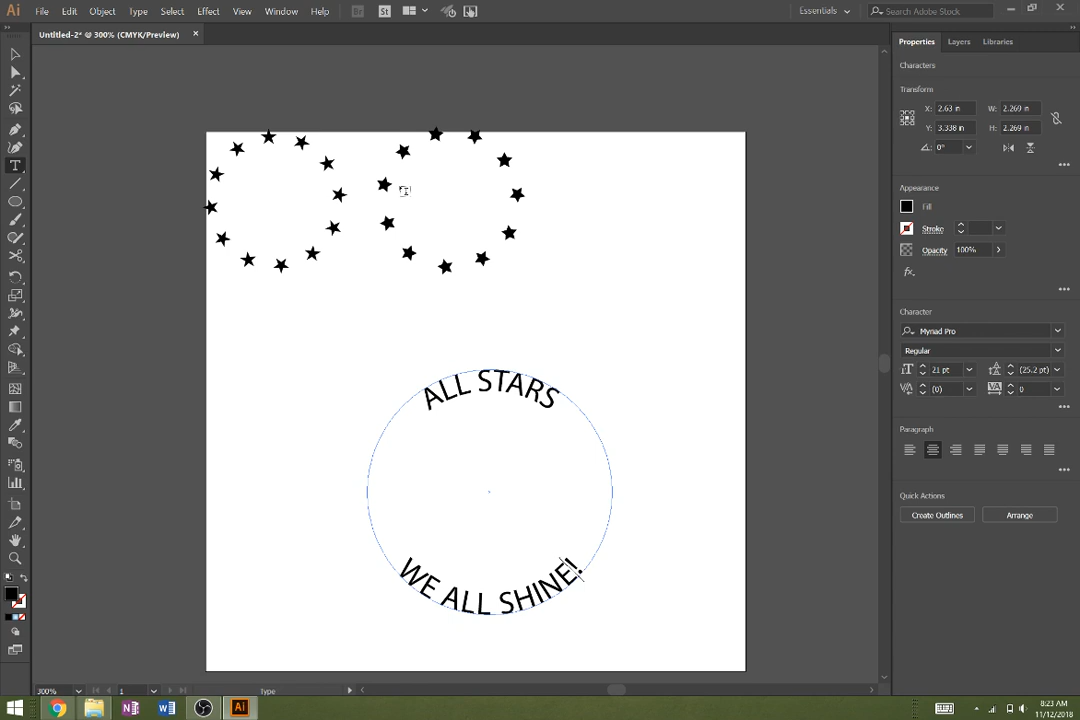 Ai File Edit Object Type Select Effect View Window Help Br St Essentials Search Adobe Stock
Untitled-2* @ 300% (CMYK/Preview) ×
Properties Layers Libraries
Characters
Transform
X: 2.63 in W: 2.269 in
Y: 3.338 in H: 2.269 in
0°
Appearance
Fill
Stroke
Opacity 100%
fx
Character
Myriad Pro
Regular
21 pt (25.2 pt)
(0) 0
Paragraph
Quick Actions
Create Outlines Arrange
ALL STARS
WE ALL SHINE!
300% 1 Type
8:23 AM
11/12/2018